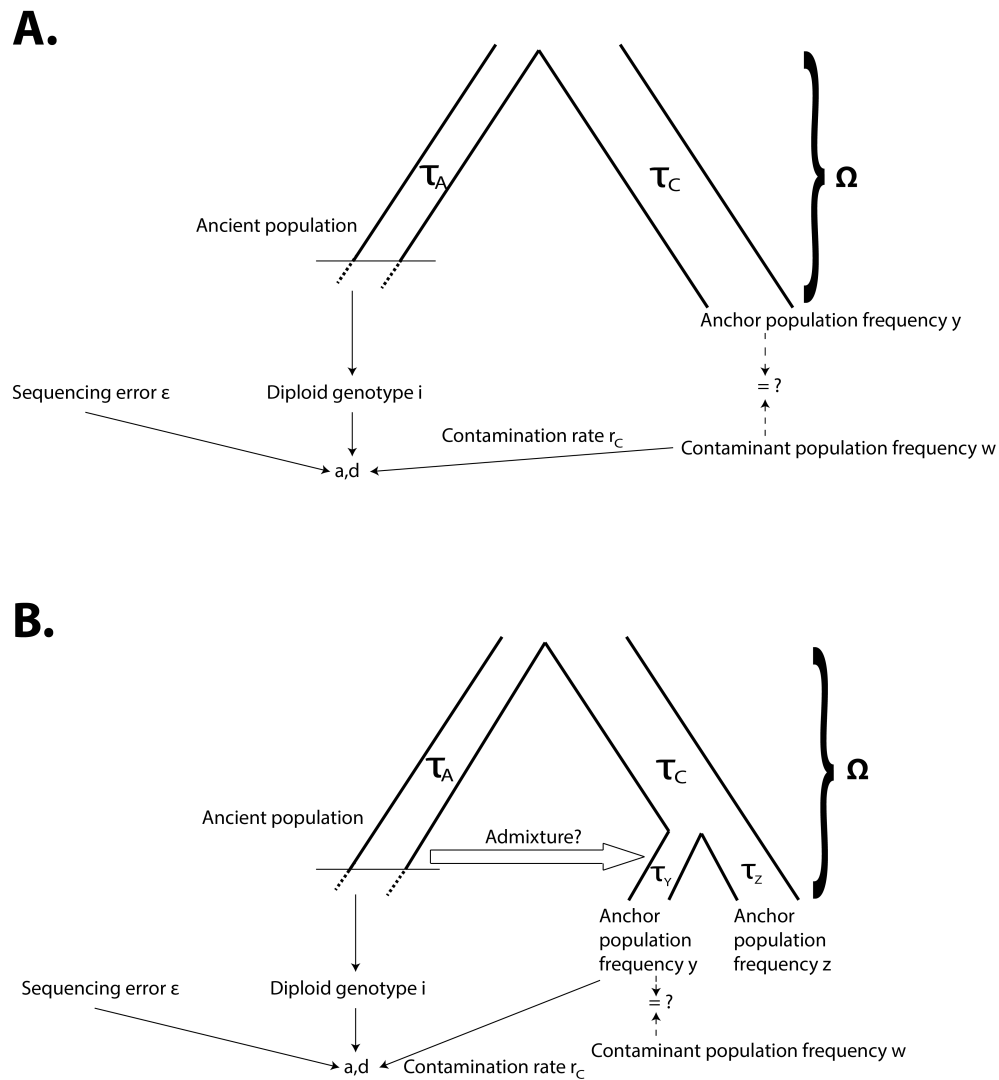 A.
τA
τC
Ω
Ancient population
Anchor population frequency y
= ?
Sequencing error ε
Diploid genotype i
Contamination rate rC
Contaminant population frequency w
a,d
B.
τA
τC
Ω
Ancient population
Admixture?
τY
τZ
Anchor
population
frequency y
Anchor
population
frequency z
Sequencing error ε
Diploid genotype i
= ?
Contaminant population frequency w
a,d
Contamination rate rC